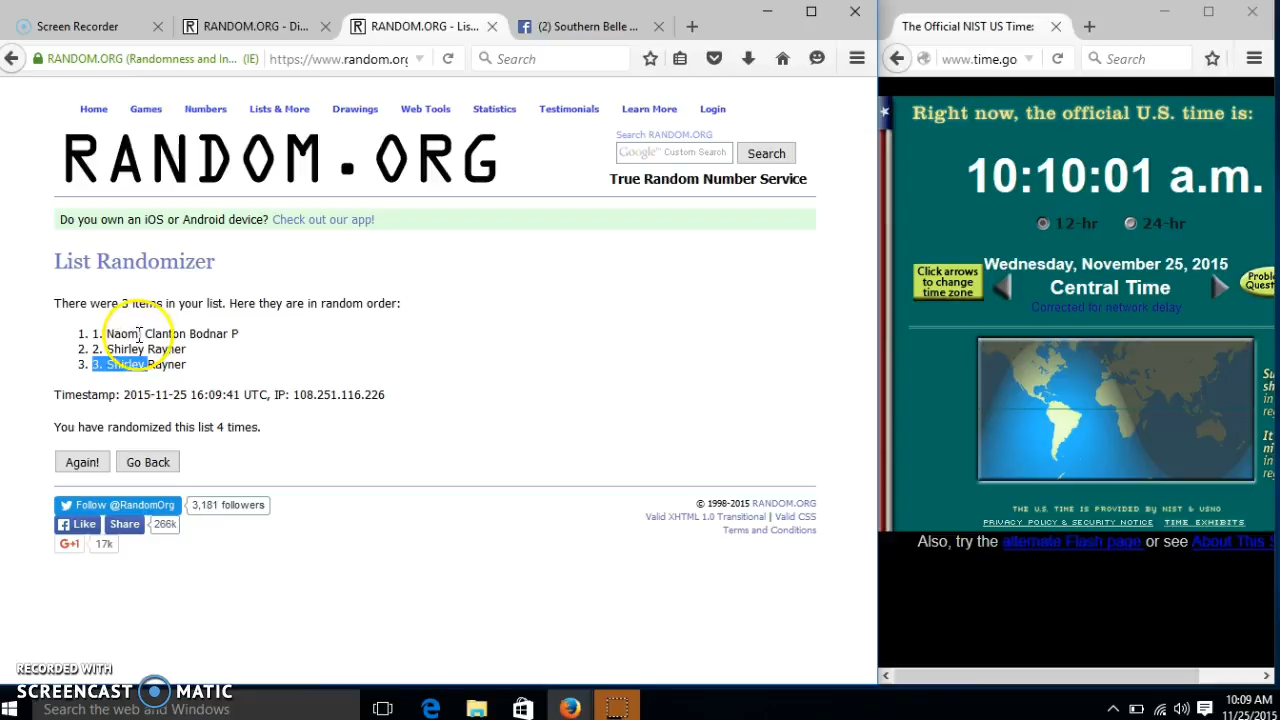 Screen Recorder
RANDOM.ORG - Di...
RANDOM.ORG - Lis...
(2) Southern Belle
The Official NIST US Time:
RANDOM.ORG (Randomness and In... (IE)
https://www.random.org
Search
www.time.go
Search
Home Games Numbers Lists & More Drawings Web Tools Statistics Testimonials Learn More Login
RANDOM.ORG
Search RANDOM.ORG
Google™ Custom Search
Search
True Random Number Service
Do you own an iOS or Android device? Check out our app!
List Randomizer
There were 3 items in your list. Here they are in random order:
1. 1. Naomi Clanton Bodnar P
2. 2. Shirley Rayner
3. 3. Shirley Rayner
Timestamp: 2015-11-25 16:09:41 UTC, IP: 108.251.116.226
You have randomized this list 4 times.
Again! Go Back
Follow @RandomOrg 3,181 followers
Like Share 266k
G+1 17k
© 1998-2015 RANDOM.ORG
Valid XHTML 1.0 Transitional | Valid CSS
Terms and Conditions
Right now, the official U.S. time is:
10:10:01 a.m.
12-hr 24-hr
Click arrows
to change
time zone
Wednesday, November 25, 2015
Central Time
Corrected for network delay
Probl
Quest
THE U.S. TIME IS PROVIDED BY NIST & USNO
PRIVACY POLICY & SECURITY NOTICE TIME EXHIBITS
Also, try the alternate Flash page or see About This S
RECORDED WITH
SCREENCAST MATIC
Search the web and Windows
10:09 AM
11/25/2015